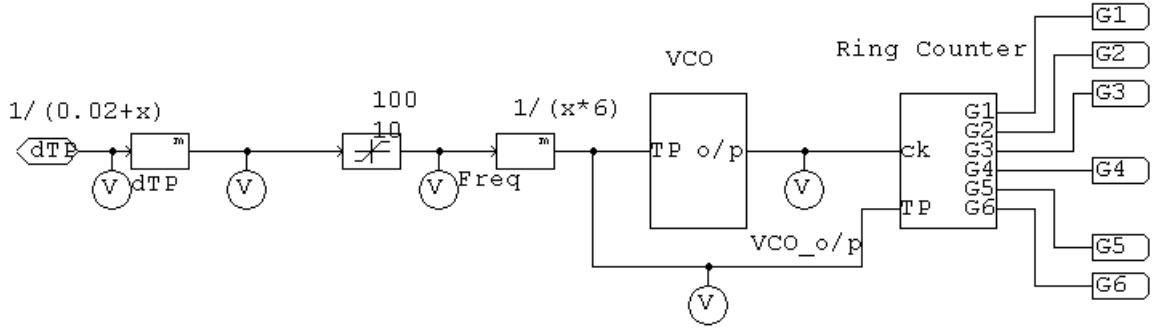 G1
Ring Counter
G2
VCO
G3
100
1/(0.02+x)
10
1/(x*6)
m
m
dTP
dTP
V
V
V
Freq
TP o/p
V
ck
TP
G1
G2
G3
G4
G5
G6
G4
VCO_o/p
V
G5
G6